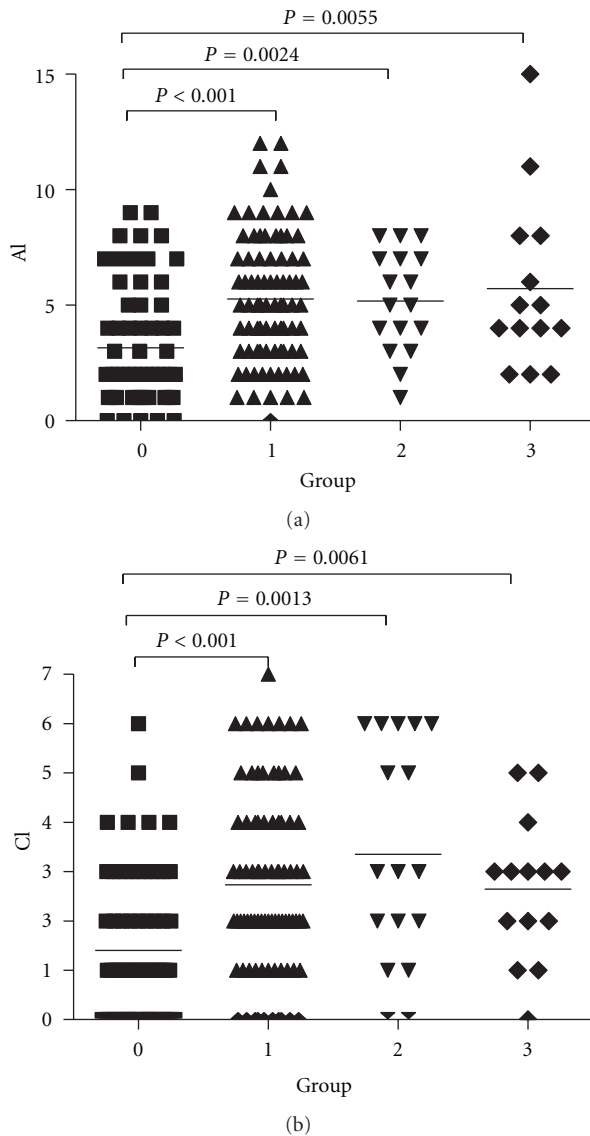 P = 0.0055
P = 0.0024
P < 0.001
15
10
Al
5
0
0 1 2 3
Group
(a)
P = 0.0061
P = 0.0013
P < 0.001
7
6
5
4
Cl
3
3
1
0
0 1 2 3
Group
(b)